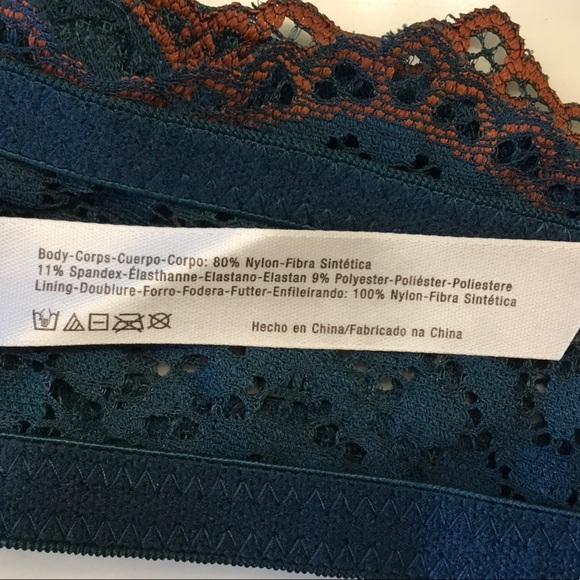 Body-Corps-Cuerpo-Corpo: 80% Nylon-Fibra Sintética
11% Spandex-Élasthanne-Elastano-Elastan 9% Polyester-Poliéster-Poliestere
Lining-Doublure-Forro-Fodera-Futter-Enfileirando: 100% Nylon-Fibra Sintética
Hecho en China/Fabricado na China